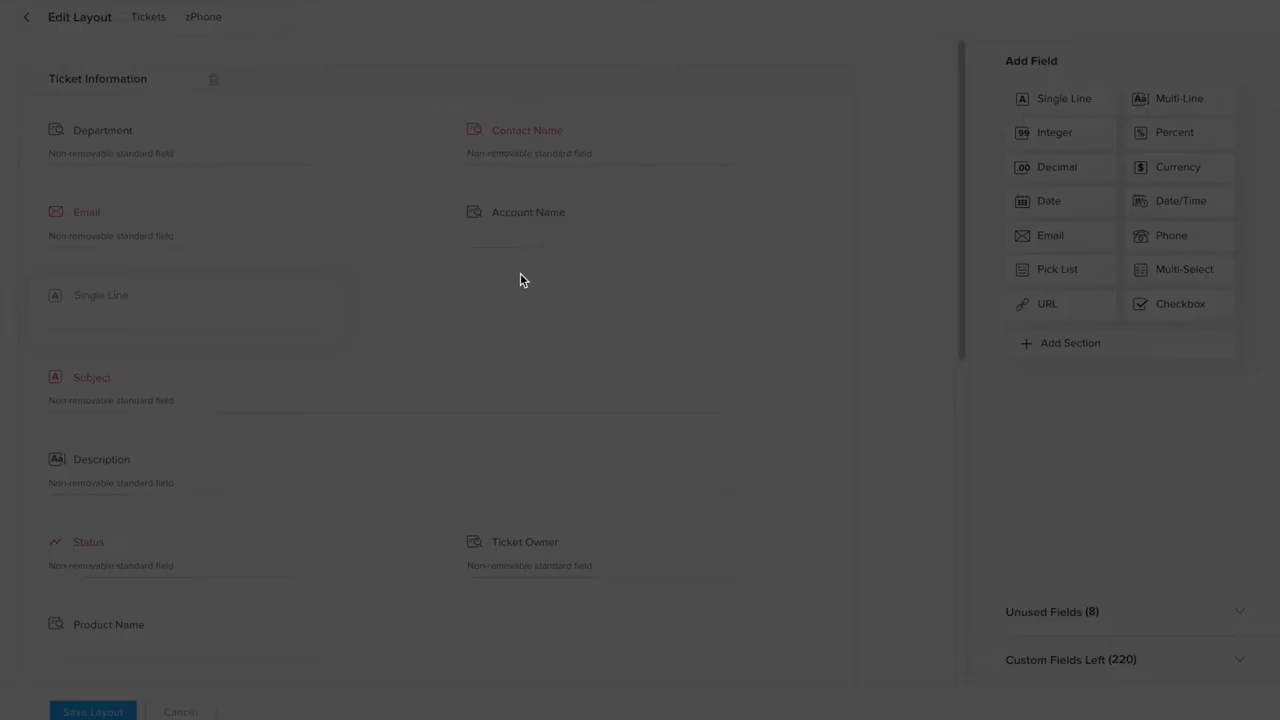 Edit Layout Tickets zPhone
Ticket Information
Department
Non-removable standard field
Contact Name
Non-removable standard field
Email
Non-removable standard field
Account Name
Single Line
Subject
Non-removable standard field
Description
Non-removable standard field
Status
Non-removable standard field
Ticket Owner
Non-removable standard field
Product Name
Save Layout Cancel
Add Field
Single Line Multi-Line
Integer Percent
Decimal Currency
Date Date/Time
Email Phone
Pick List Multi-Select
URL Checkbox
Add Section
Unused Fields (8)
Custom Fields Left (220)